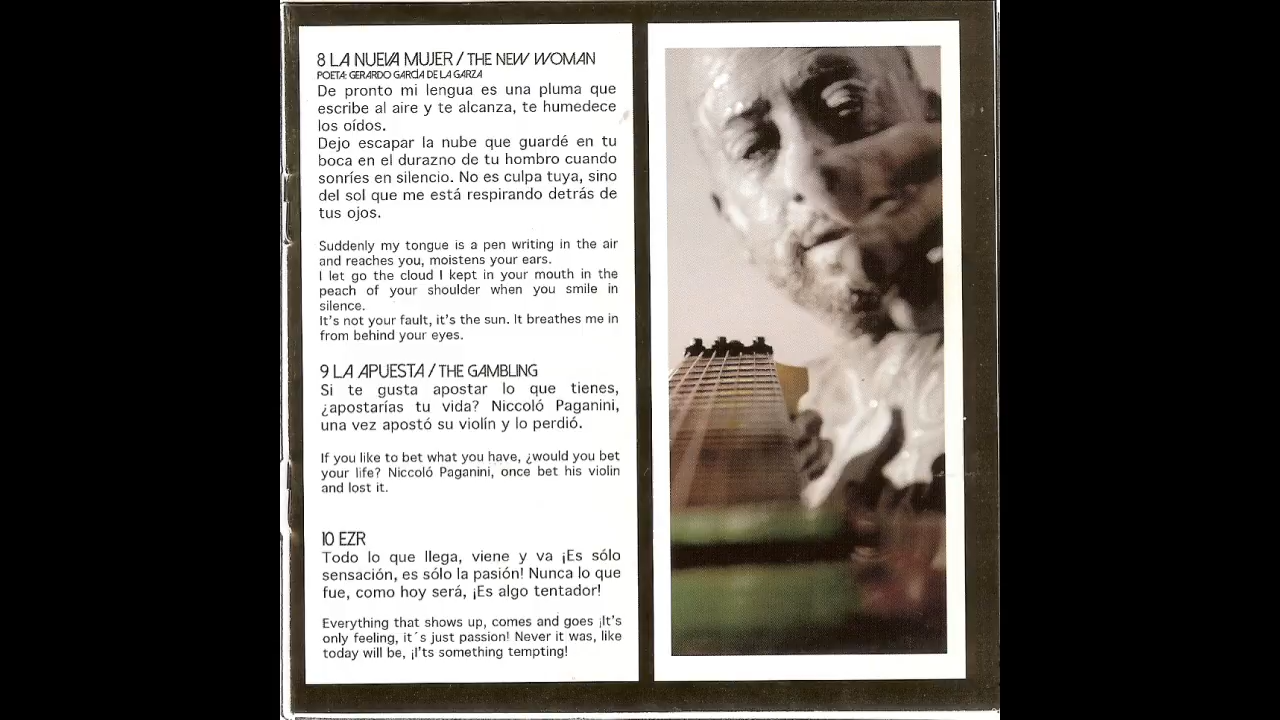 8 LA NUEVA MUJER / THE NEW WOMAN
POETA: GERARDO GARCÍA DE LA GARZA
De pronto mi lengua es una pluma que
escribe al aire y te alcanza, te humedece
los oídos.
Dejo escapar la nube que guardé en tu
boca en el durazno de tu hombro cuando
sonríes en silencio. No es culpa tuya, sino
del sol que me está respirando detrás de
tus ojos.
Suddenly my tongue is a pen writing in the air
and reaches you, moistens your ears.
I let go the cloud I kept in your mouth in the
peach of your shoulder when you smile in
silence.
It's not your fault, it's the sun. It breathes me in
from behind your eyes.
9 LA APUESTA / THE GAMBLING
Si te gusta apostar lo que tienes,
¿apostarías tu vida? Niccoló Paganini,
una vez apostó su violín y lo perdió.
If you like to bet what you have, ¿would you bet
your life? Niccoló Paganini, once bet his violin
and lost it.
10 EZR
Todo lo que llega, viene y va ¡Es sólo
sensación, es sólo la pasión! Nunca lo que
fue, como hoy será, ¡Es algo tentador!
Everything that shows up, comes and goes ¡It's
only feeling, it´s just passion! Never it was, like
today will be, ¡I'ts something tempting!